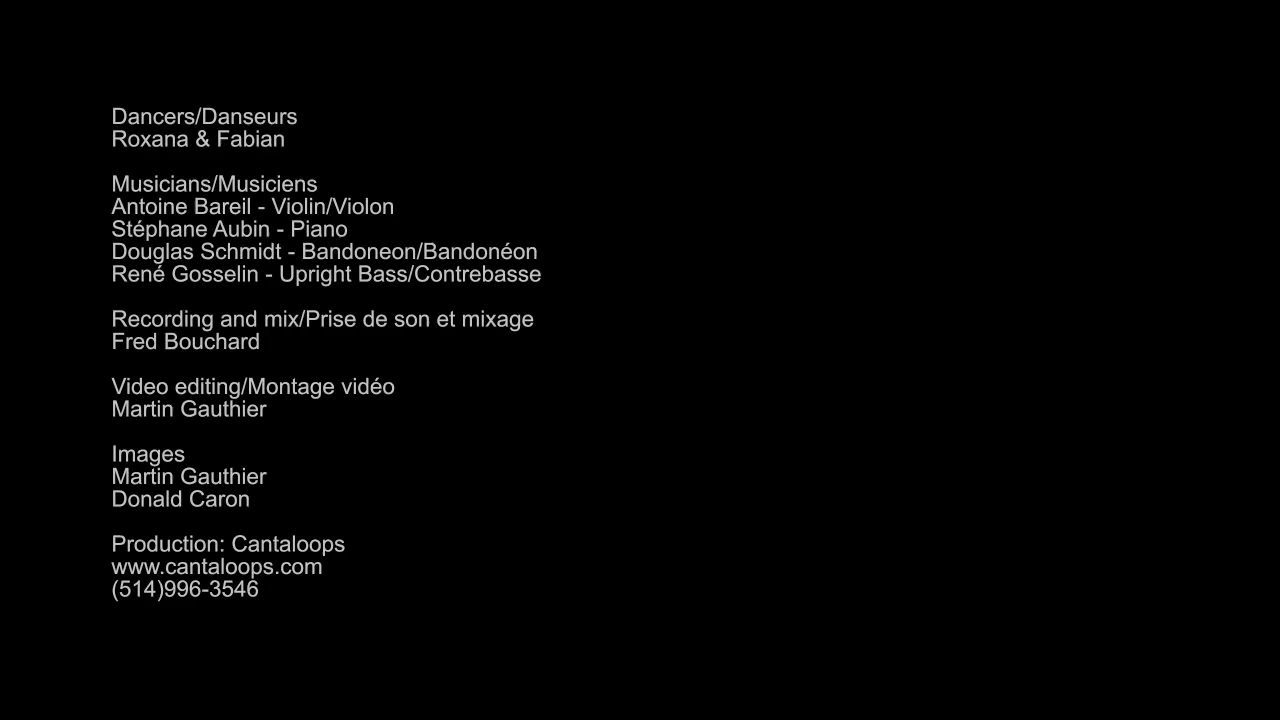 Dancers/Danseurs
Roxana & Fabian
Musicians/Musiciens
Antoine Bareil - Violin/Violon
Stéphane Aubin - Piano
Douglas Schmidt - Bandoneon/Bandonéon
René Gosselin - Upright Bass/Contrebasse
Recording and mix/Prise de son et mixage
Fred Bouchard
Video editing/Montage vidéo
Martin Gauthier
Images
Martin Gauthier
Donald Caron
Production: Cantaloops
www.cantaloops.com
(514)996-3546